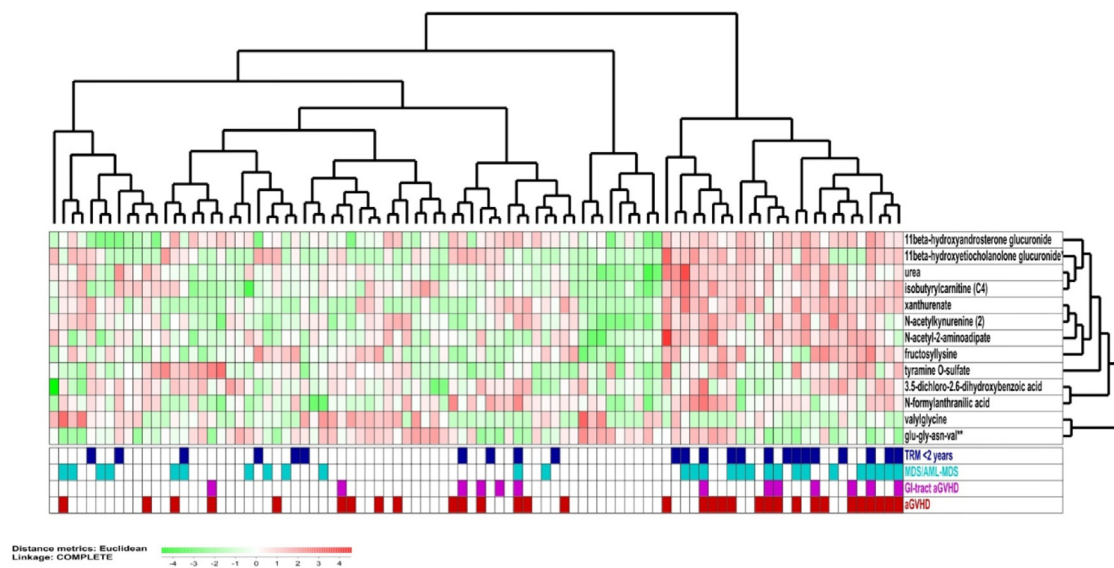 11beta-hydroxyandrosterone glucuronide
11beta-hydroxyetiocholanolone glucuronide*
urea
isobutyrylcarnitine (C4)
xanthurenate
N-acetylkynurenine (2)
N-acetyl-2-aminoadipate
fructosyllysine
tyramine O-sulfate
3.5-dichloro-2.6-dihydroxybenzoic acid
N-formylanthranilic acid
valylglycine
glu-gly-asn-val**
TRM <2 years
MDS/AML-MDS
GI-tract aGVHD
aGVHD
Distance metrics: Euclidean
Linkage: COMPLETE
-4 -3 -2 -1 0 1 2 3 4